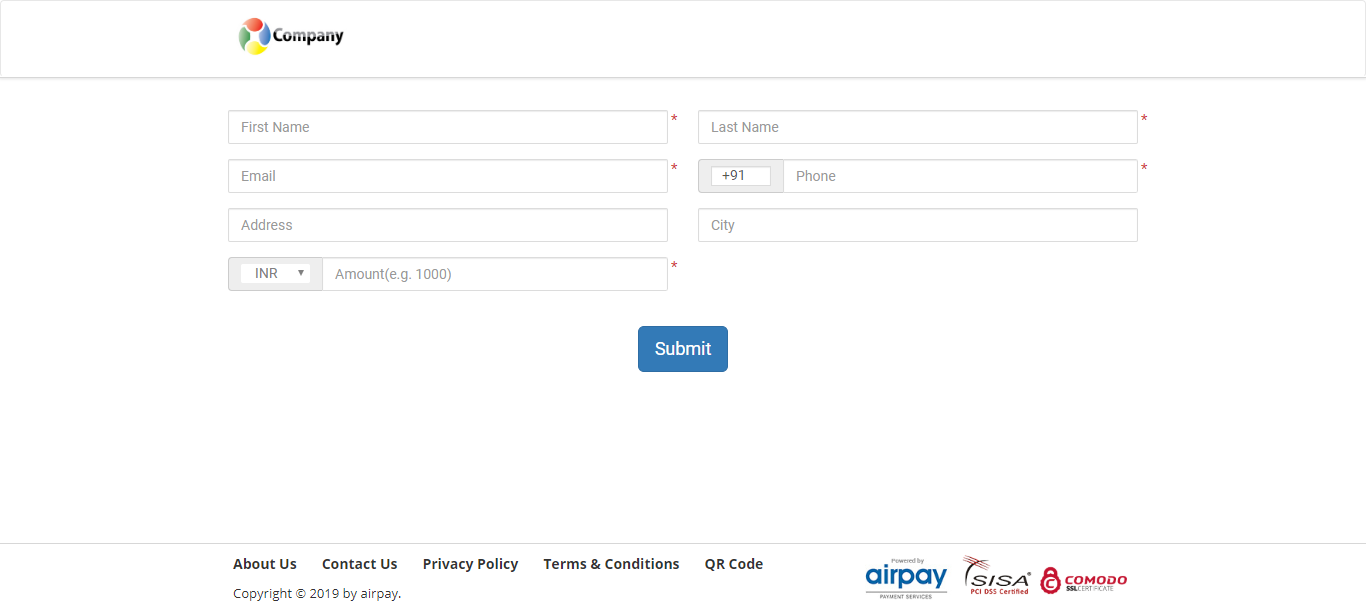 Company
First Name *
Last Name *
Email *
+91 Phone *
Address
City
INR ▼ Amount(e.g. 1000) *
Submit
About Us Contact Us Privacy Policy Terms & Conditions QR Code
Copyright © 2019 by airpay.
Powered by
airpay
PAYMENT SERVICES
SISA
PCI DSS Certified
COMODO
SSL CERTIFICATE